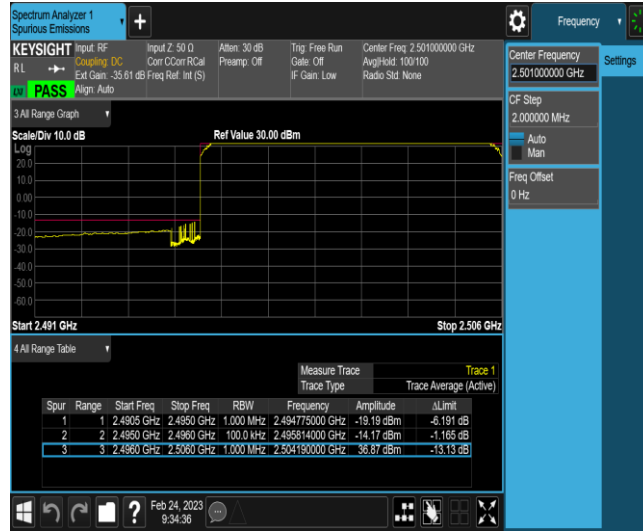 Spectrum Analyzer 1
Spurious Emissions
+
Frequency
KEYSIGHT
RL
LXI PASS
Input: RF
Coupling: DC
Ext Gain: -35.61 dB
Align: Auto
Input Z: 50 Ω
Corr CCorr RCal
Freq Ref: Int (S)
Atten: 30 dB
Preamp: Off
Trig: Free Run
Gate: Off
IF Gain: Low
Center Freq: 2.501000000 GHz
Avg|Hold: 100/100
Radio Std: None
Center Frequency
2.501000000 GHz
Settings
CF Step
2.000000 MHz
Auto
Man
Freq Offset
0 Hz
3 All Range Graph
Scale/Div 10.0 dB Ref Value 30.00 dBm
Log
20.0
10.0
0.00
-10.0
-20.0
-30.0
-40.0
-50.0
-60.0
Start 2.491 GHz Stop 2.506 GHz
4 All Range Table
Measure Trace Trace 1
Trace Type Trace Average (Active)
Spur Range Start Freq Stop Freq RBW Frequency Amplitude ΔLimit
1 1 2.4905 GHz 2.4950 GHz 1.000 MHz 2.494775000 GHz -19.19 dBm -6.191 dB
2 2 2.4950 GHz 2.4960 GHz 100.0 kHz 2.495814000 GHz -14.17 dBm -1.165 dB
3 3 2.4960 GHz 2.5060 GHz 1.000 MHz 2.504190000 GHz 36.87 dBm -13.13 dB
?
Feb 24, 2023
9:34:36